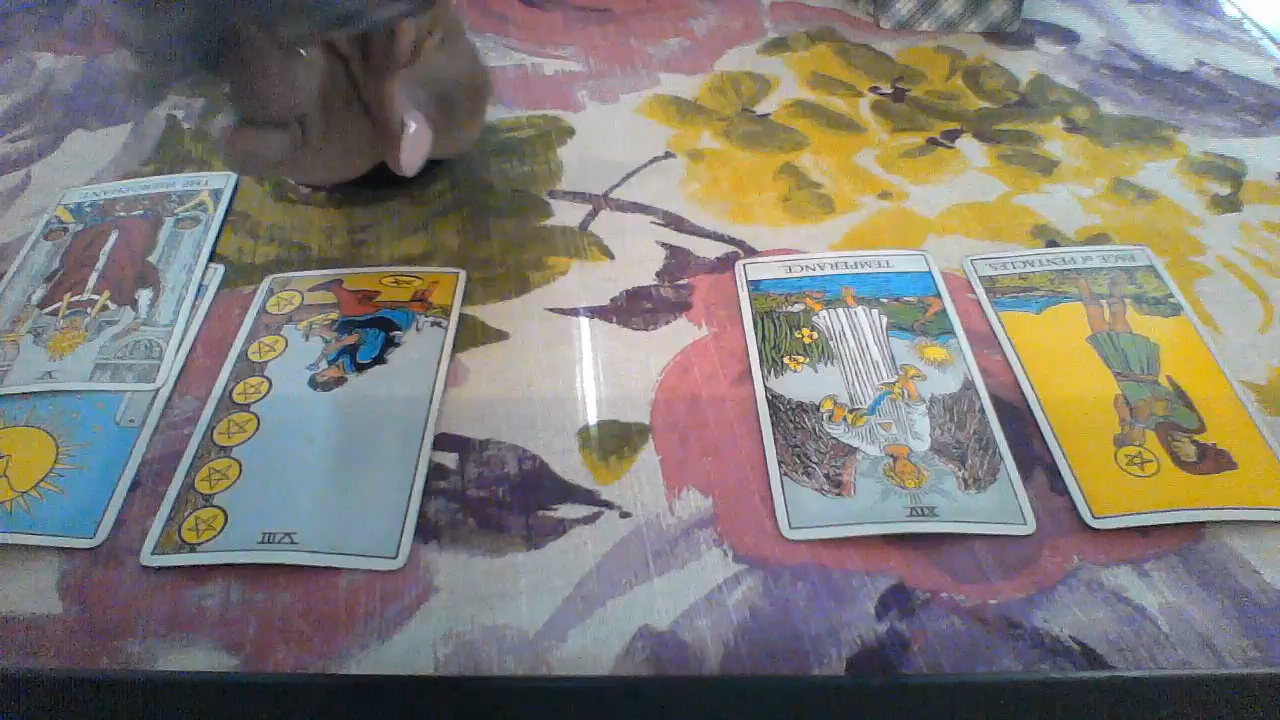 THE HIEROPHANT
V
VIII
TEMPERANCE
XIV
PAGE of PENTACLES